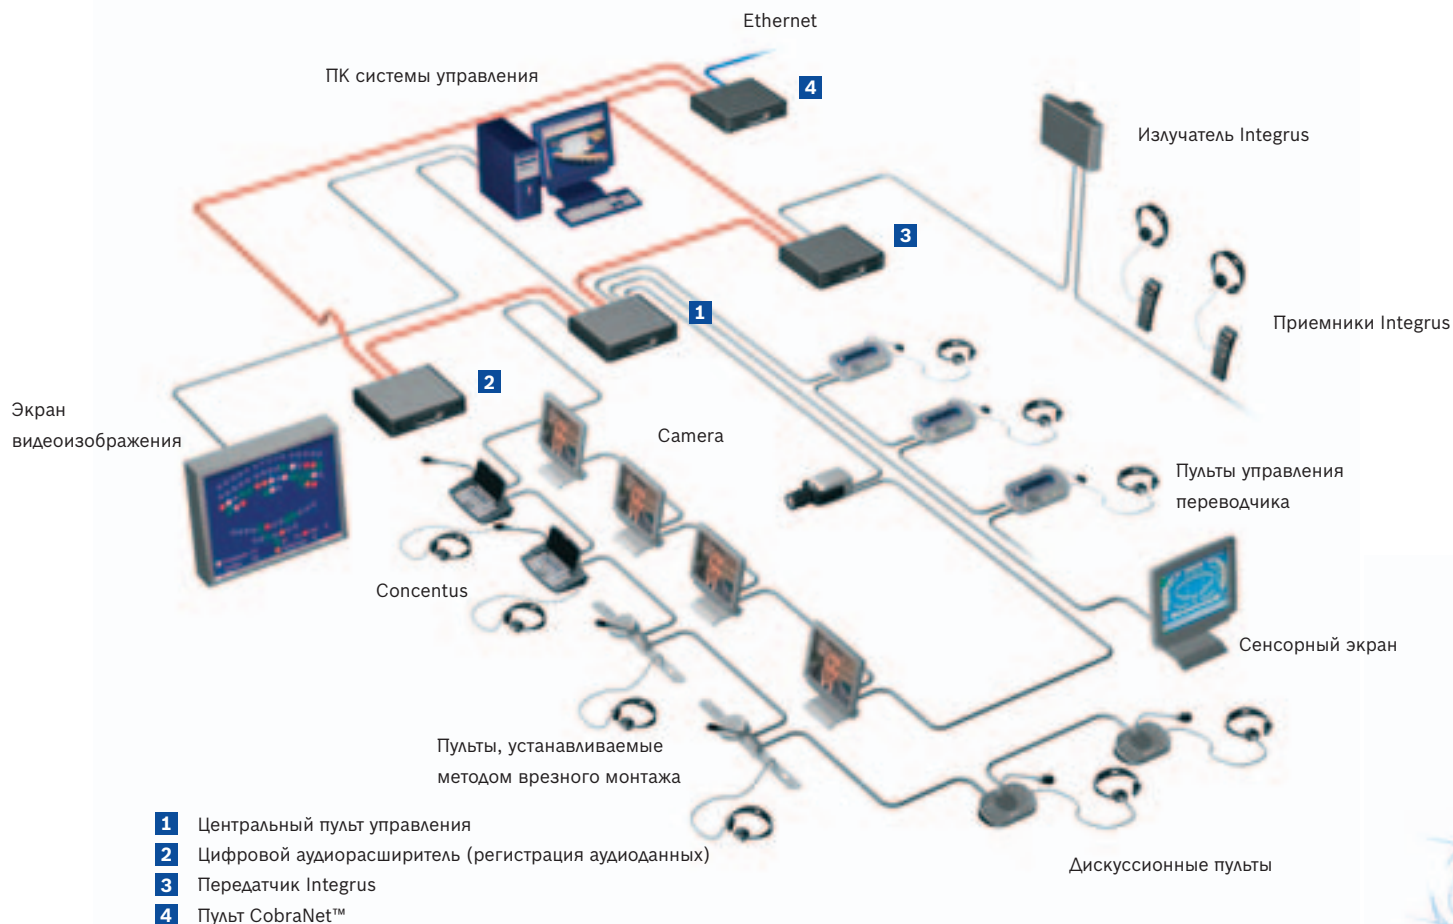 Ethernet
ПК системы управления
4
Излучатель Integrus
3
1
Приемники Integrus
2
Экран
видеоизображения
Camera
Пульты управления
переводчика
Concentus
Сенсорный экран
Пульты, устанавливаемые
методом врезного монтажа
1 Центральный пульт управления
2 Цифровой аудиорасширитель (регистрация аудиоданных)
Дискуссионные пульты
3 Передатчик Integrus
4 Пульт CobraNet™